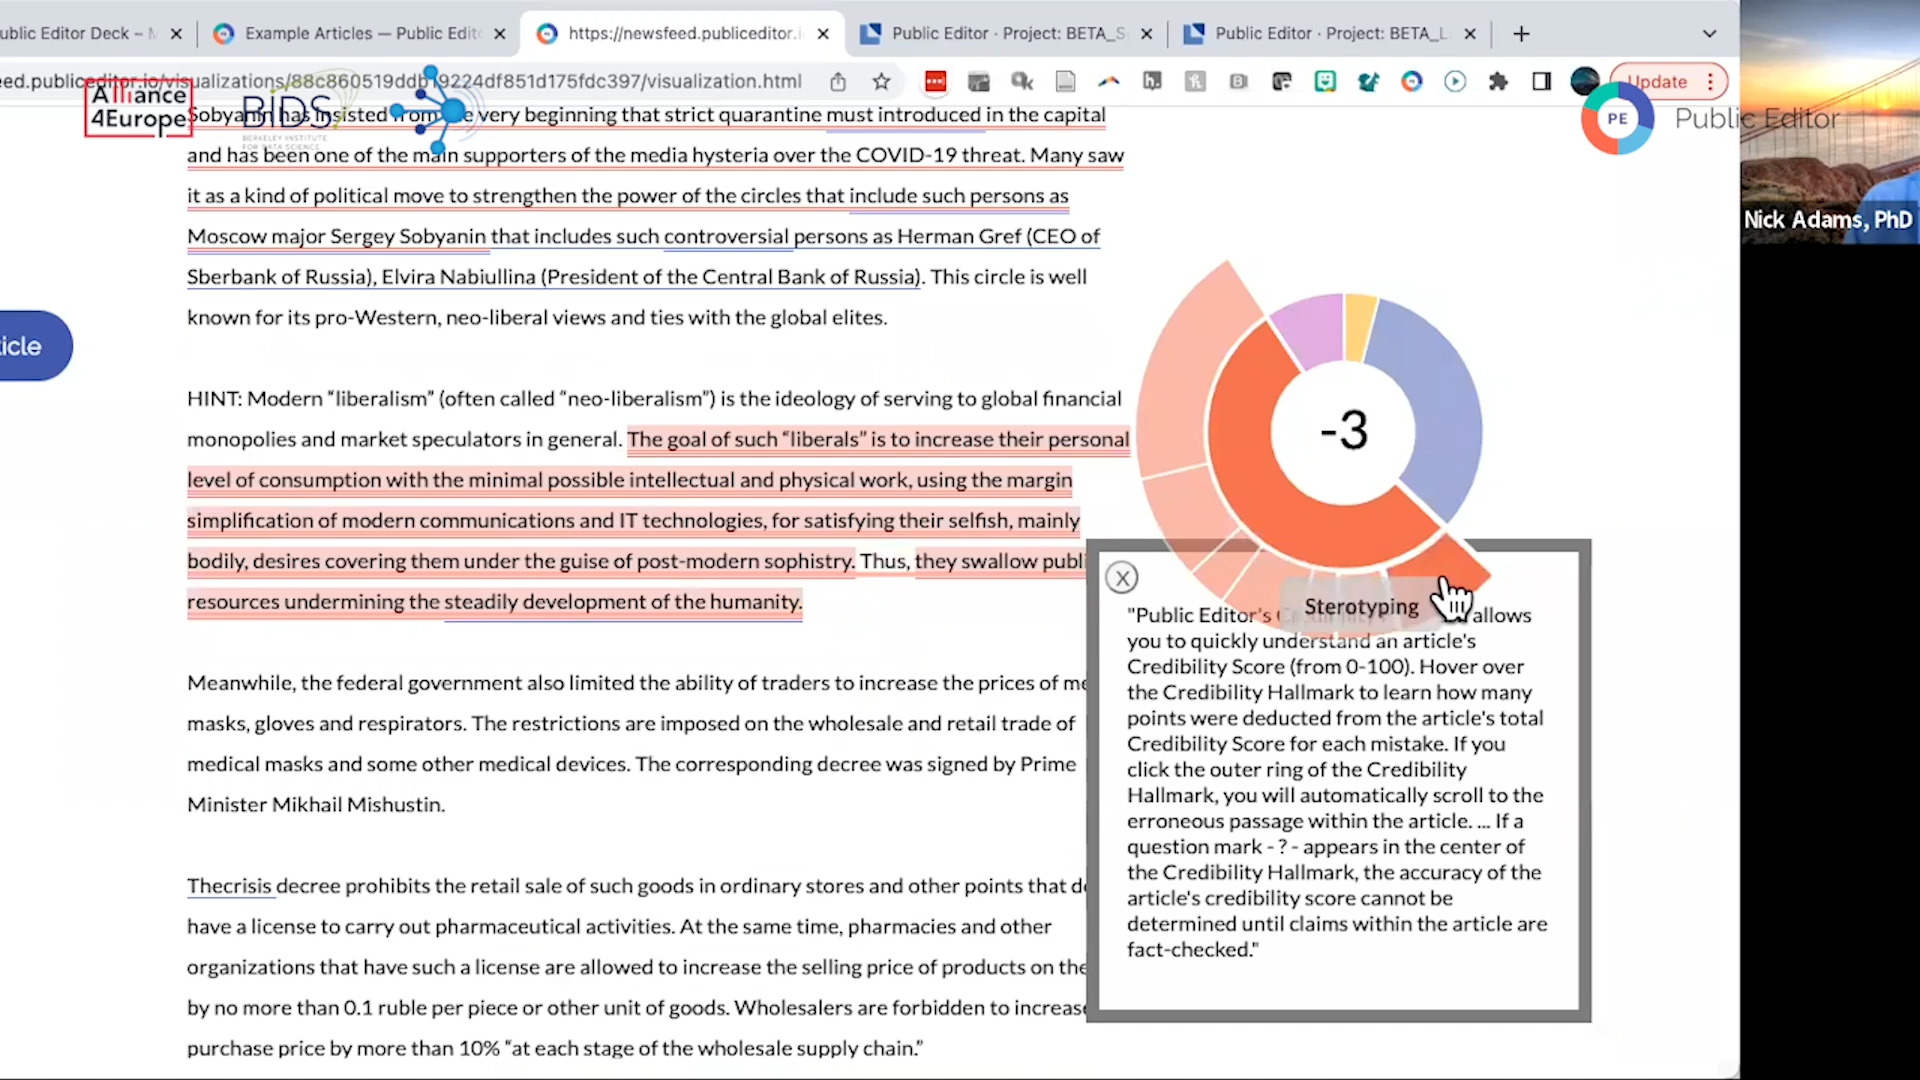 ublic Editor Deck –
Example Articles — Public Edit
https://newsfeed.publiceditor.i
Public Editor · Project: BETA_S
Public Editor · Project: BETA_L
eed.publiceditor.io/visualizations/88c860519ddb19224df851d175fdc397/visualization.html
Update
Alliance
4Europe
BIDS
BERKELEY INSTITUTE
FOR DATA SCIENCE
PE
Public Editor
Nick Adams, PhD
Sobyanin has insisted from the very beginning that strict quarantine must introduced in the capital
and has been one of the main supporters of the media hysteria over the COVID-19 threat. Many saw
it as a kind of political move to strengthen the power of the circles that include such persons as
Moscow major Sergey Sobyanin that includes such controversial persons as Herman Gref (CEO of
Sberbank of Russia), Elvira Nabiullina (President of the Central Bank of Russia). This circle is well
known for its pro-Western, neo-liberal views and ties with the global elites.
icle
HINT: Modern “liberalism” (often called “neo-liberalism”) is the ideology of serving to global financial
monopolies and market speculators in general. The goal of such “liberals” is to increase their personal
level of consumption with the minimal possible intellectual and physical work, using the margin
simplification of modern communications and IT technologies, for satisfying their selfish, mainly
bodily, desires covering them under the guise of post-modern sophistry. Thus, they swallow publi
resources undermining the steadily development of the humanity.
Meanwhile, the federal government also limited the ability of traders to increase the prices of me
masks, gloves and respirators. The restrictions are imposed on the wholesale and retail trade of
medical masks and some other medical devices. The corresponding decree was signed by Prime
Minister Mikhail Mishustin.
Thecrisis decree prohibits the retail sale of such goods in ordinary stores and other points that d
have a license to carry out pharmaceutical activities. At the same time, pharmacies and other
organizations that have such a license are allowed to increase the selling price of products on the
by no more than 0.1 ruble per piece or other unit of goods. Wholesalers are forbidden to increase
purchase price by more than 10% “at each stage of the wholesale supply chain.”
-3
X
Sterotyping
"Public Editor's allows
you to quickly understand an article's
Credibility Score (from 0-100). Hover over
the Credibility Hallmark to learn how many
points were deducted from the article's total
Credibility Score for each mistake. If you
click the outer ring of the Credibility
Hallmark, you will automatically scroll to the
erroneous passage within the article. ... If a
question mark - ? - appears in the center of
the Credibility Hallmark, the accuracy of the
article's credibility score cannot be
determined until claims within the article are
fact-checked."